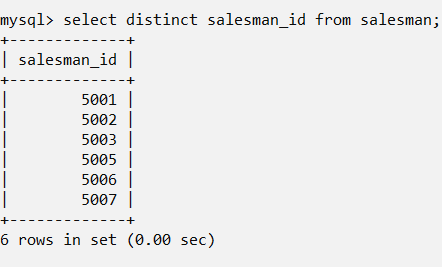 mysql> select distinct salesman_id from salesman;
+-------------+
| salesman_id |
+-------------+
|        5001 |
|        5002 |
|        5003 |
|        5005 |
|        5006 |
|        5007 |
+-------------+
6 rows in set (0.00 sec)